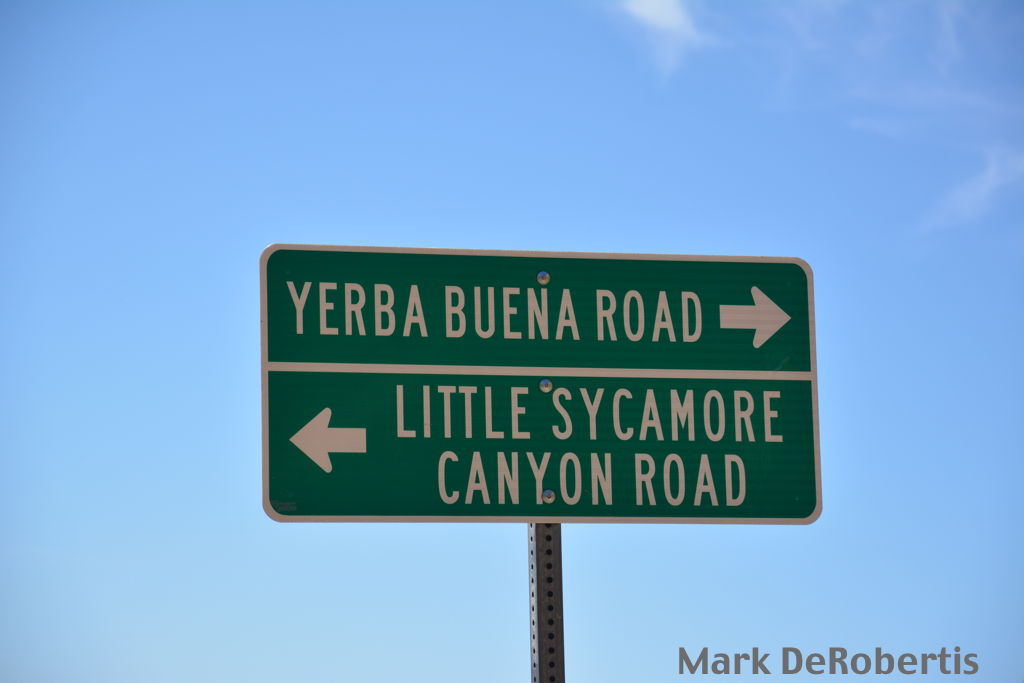 YERBA BUENA ROAD
LITTLE SYCAMORE
CANYON ROAD
Mark DeRobertis